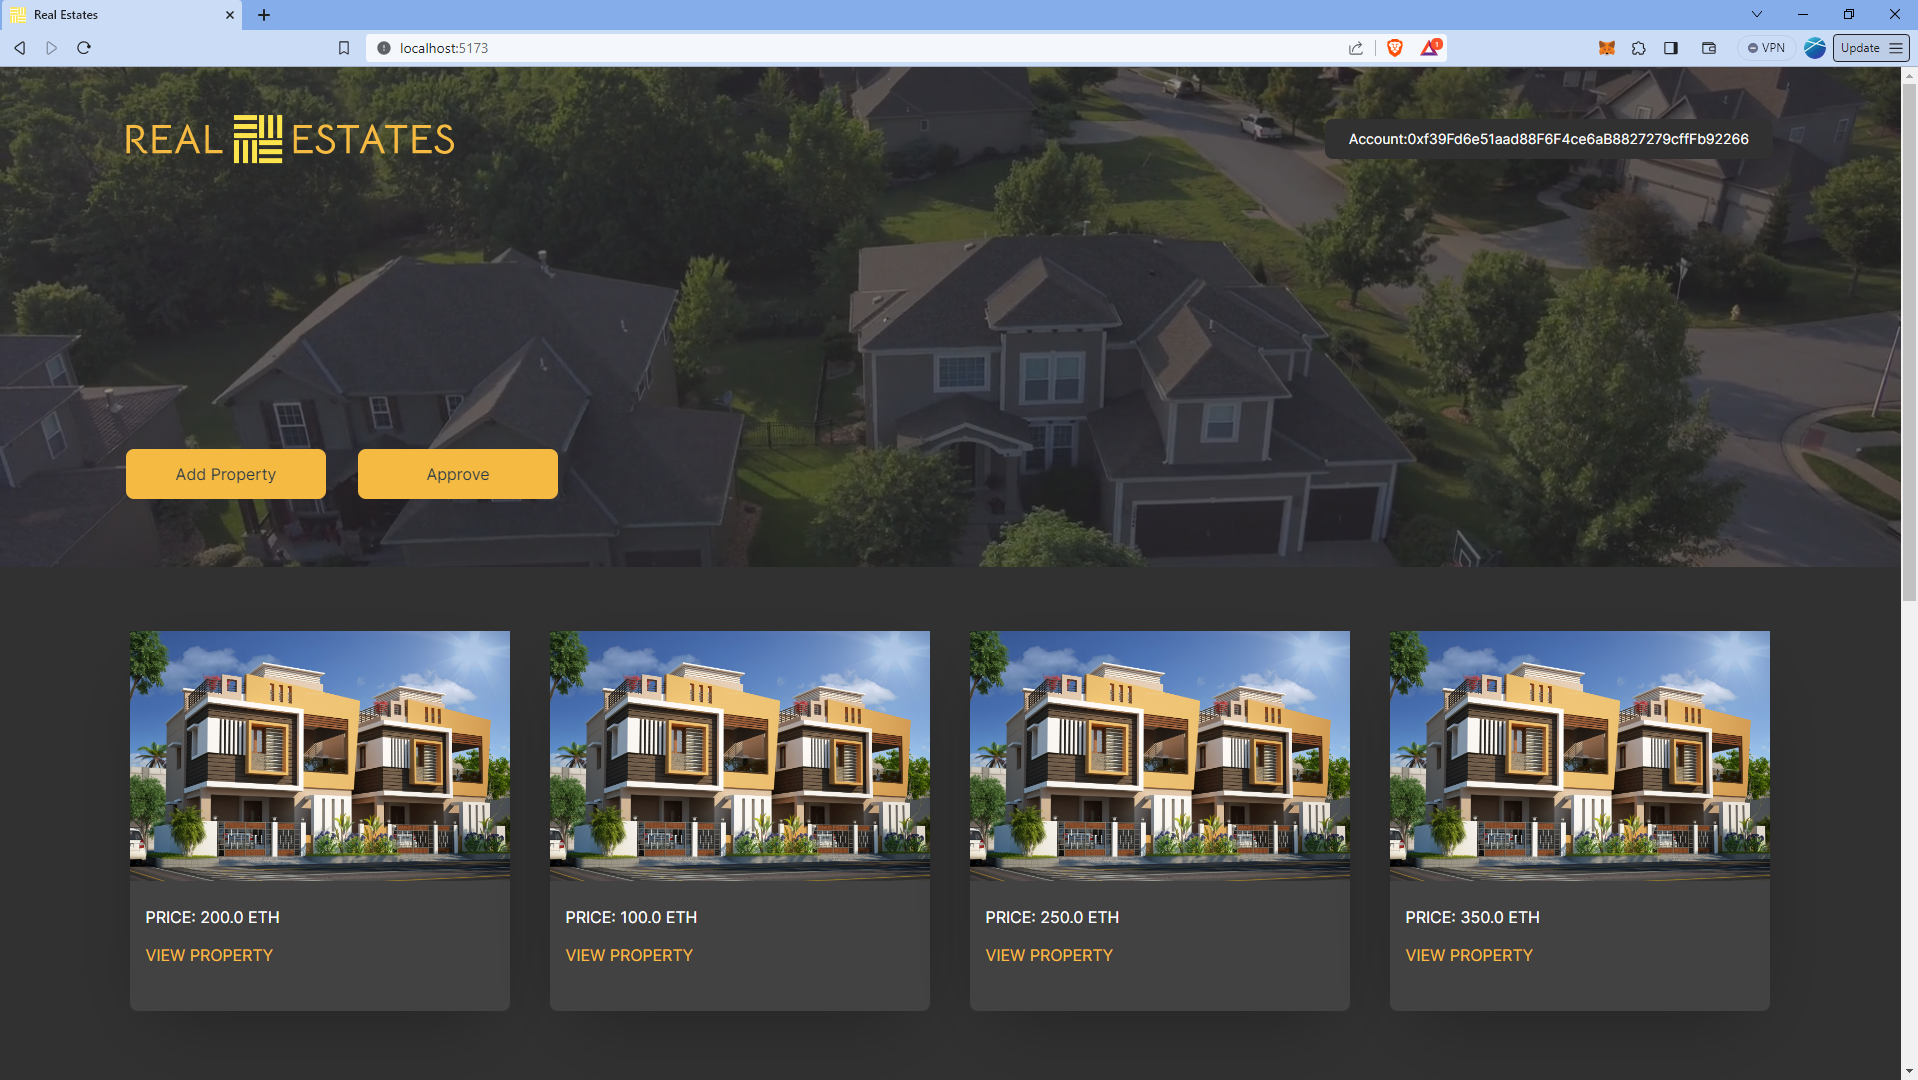 Real Estates
localhost:5173
1
VPN
Update
REAL ESTATES
Account:0xf39Fd6e51aad88F6F4ce6aB8827279cffFb92266
Add Property
Approve
PRICE: 200.0 ETH
VIEW PROPERTY
PRICE: 100.0 ETH
VIEW PROPERTY
PRICE: 250.0 ETH
VIEW PROPERTY
PRICE: 350.0 ETH
VIEW PROPERTY